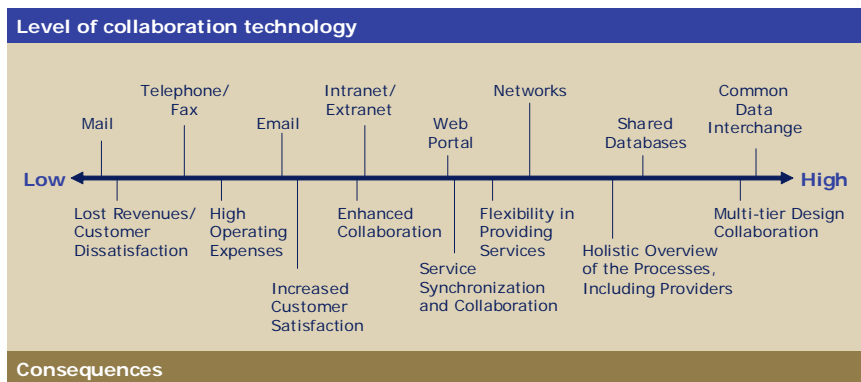 Level of collaboration technology
Mail
Telephone/
Fax
Email
Intranet/
Extranet
Web
Portal
Networks
Shared
Databases
Common
Data
Interchange
Low
High
Lost Revenues/
Customer
Dissatisfaction
High
Operating
Expenses
Increased
Customer
Satisfaction
Enhanced
Collaboration
Service
Synchronization
and Collaboration
Flexibility in
Providing
Services
Holistic Overview
of the Processes,
Including Providers
Multi-tier Design
Collaboration
Consequences